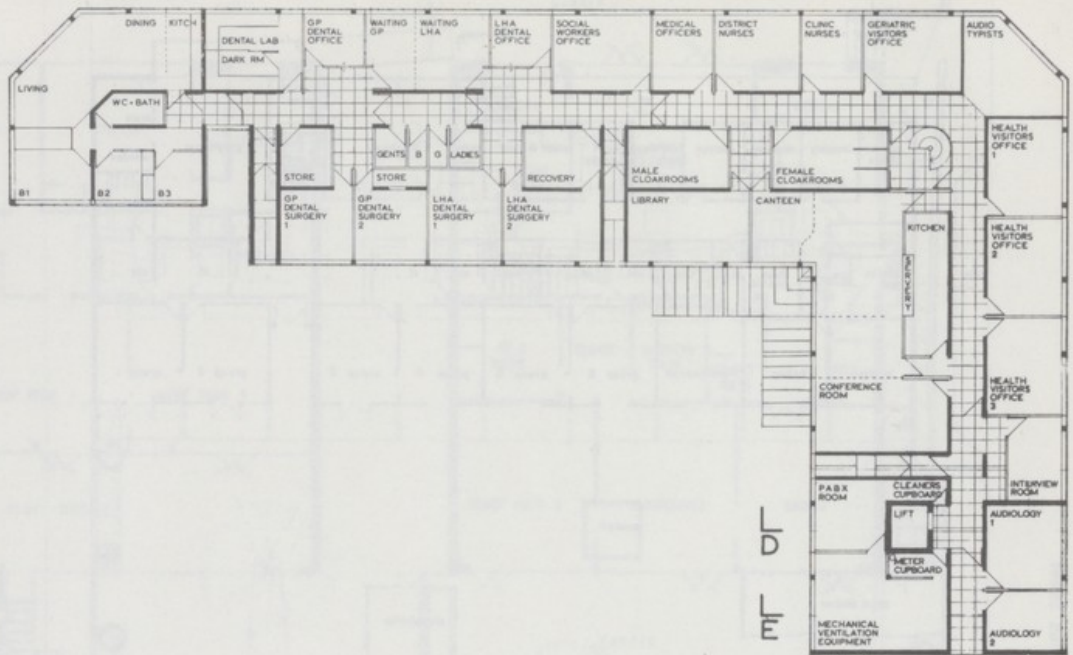 DINING
KITCH
DENTAL LAB
DARK RM
GP
DENTAL
OFFICE
WAITING
GP
WAITING
LHA
LHA
DENTAL
OFFICE
SOCIAL
WORKERS
OFFICE
MEDICAL
OFFICERS
DISTRICT
NURSES
CLINIC
NURSES
GERIATRIC
VISITORS
OFFICE
AUDIO
TYPISTS
LIVING
WC + BATH
B1
B2
B3
STORE
GENTS
B
G
LADIES
STORE
RECOVERY
MALE
CLOAKROOMS
FEMALE
CLOAKROOMS
HEALTH
VISITORS
OFFICE
1
GP
DENTAL
SURGERY
1
GP
DENTAL
SURGERY
2
LHA
DENTAL
SURGERY
1
LHA
DENTAL
SURGERY
2
LIBRARY
CANTEEN
KITCHEN
SERVERY
HEALTH
VISITORS
OFFICE
2
CONFERENCE
ROOM
HEALTH
VISITORS
OFFICE
3
INTERVIEW
ROOM
PABX
ROOM
CLEANERS
CUPBOARD
LIFT
METER
CUPBOARD
AUDIOLOGY
1
MECHANICAL
VENTILATION
EQUIPMENT
AUDIOLOGY
2
L
D
L
E